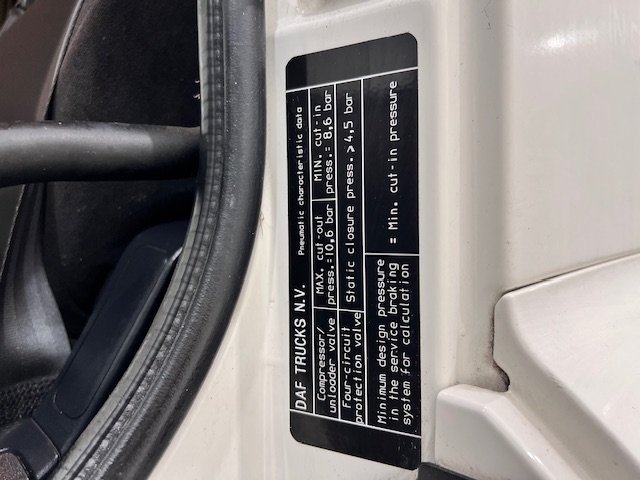 DAF TRUCKS N.V. Pneumatic characteristic data
Compressor/ MAX. cut-out MIN. cut-in
unloader valve press.=10,6 bar press.= 8,6 bar
Four-circuit Static closure press.>4,5 bar
protection valve
Minimum design pressure
in the service braking = Min. cut-in pressure
system for calculation